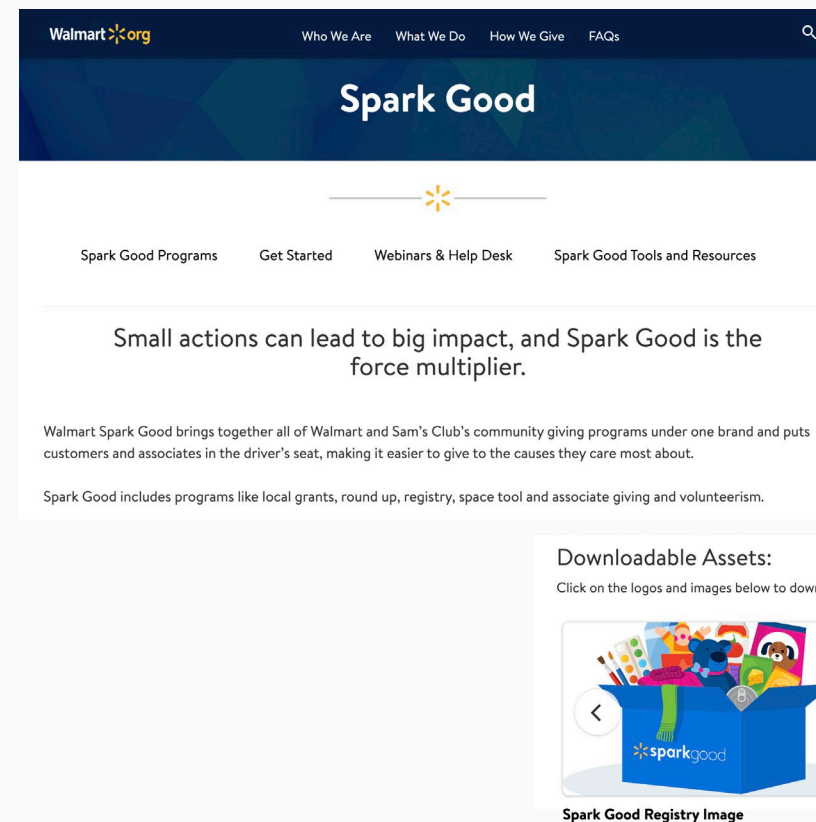 Walmart org
Who We Are What We Do How We Give FAQs
Spark Good
Spark Good Programs Get Started Webinars & Help Desk Spark Good Tools and Resources
Small actions can lead to big impact, and Spark Good is the
force multiplier.
Walmart Spark Good brings together all of Walmart and Sam's Club's community giving programs under one brand and puts
customers and associates in the driver's seat, making it easier to give to the causes they care most about.
Spark Good includes programs like local grants, round up, registry, space tool and associate giving and volunteerism.
Downloadable Assets:
Click on the logos and images below to dow
8
sparkgood
Spark Good Registry Image